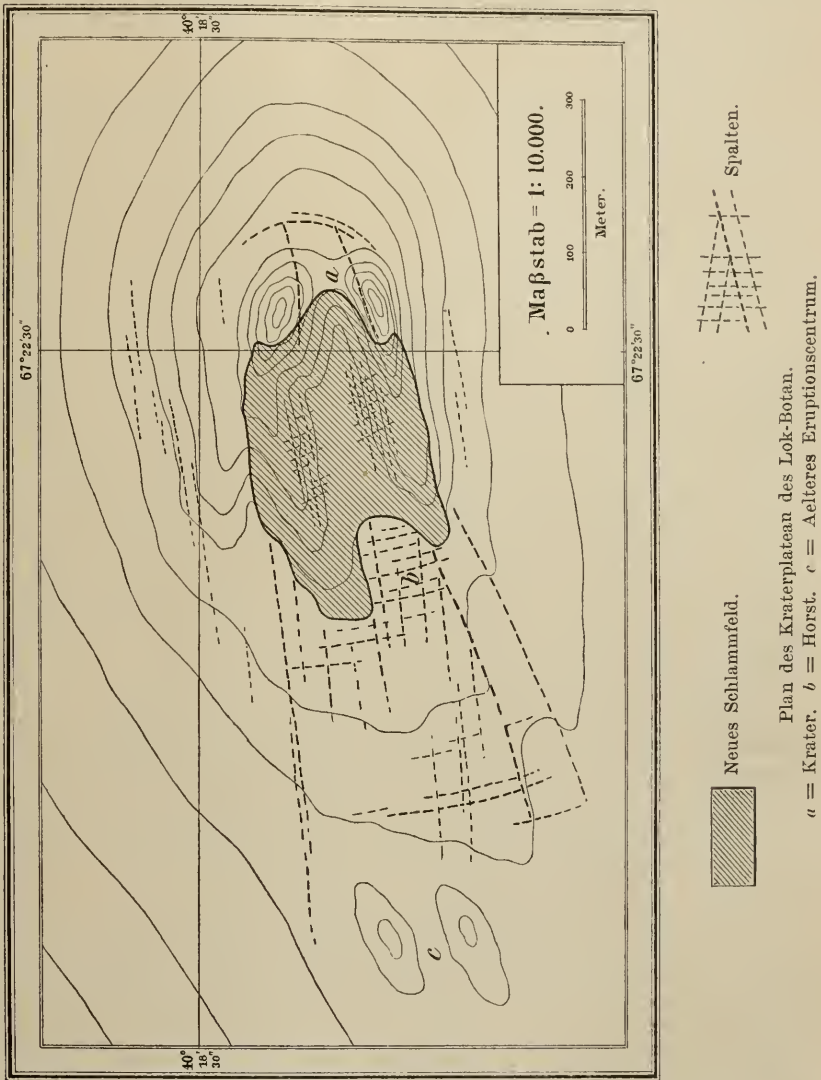 40°
18'
30"
67°22'30"
Maßstab = 1: 10.000.
0 100 200 300
Meter.
a
b
c
40°
18'
30"
67°22'30"
Neues Schlammfeld.
Spalten.
Plan des Kraterplatean des Lok-Botan.
a = Krater. b = Horst. c = Aelteres Eruptionscentrum.